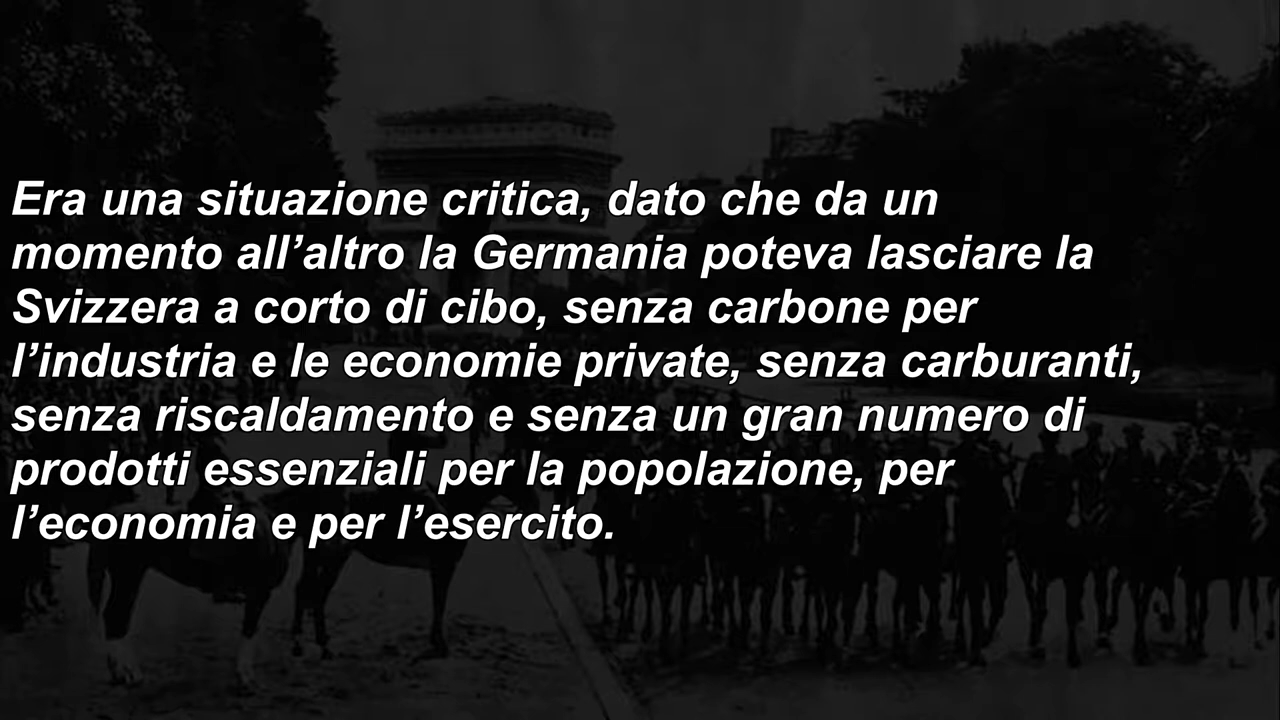 Era una situazione critica, dato che da un
momento all’altro la Germania poteva lasciare la
Svizzera a corto di cibo, senza carbone per
l’industria e le economie private, senza carburanti,
senza riscaldamento e senza un gran numero di
prodotti essenziali per la popolazione, per
l’economia e per l’esercito.